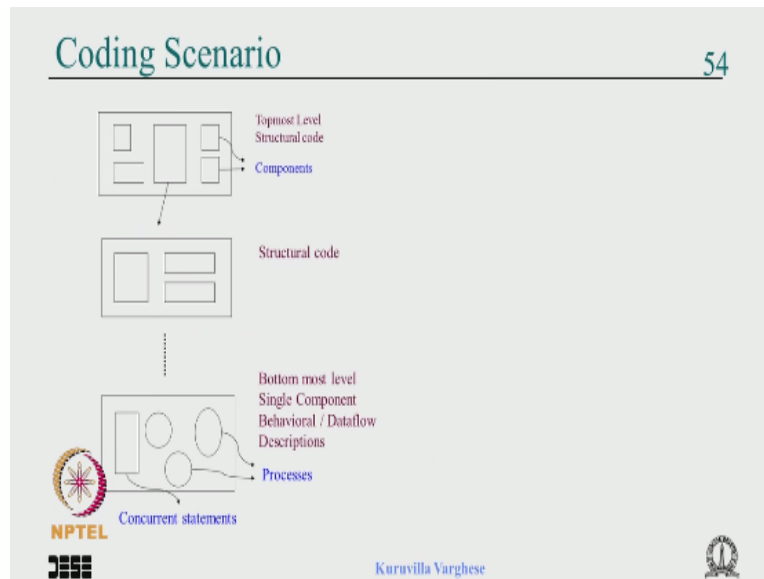 Coding Scenario
54
Topmost Level
Structural code
Components
Structural code
Bottom most level
Single Component
Behavioral / Dataflow
Descriptions
Processes
Concurrent statements
NPTEL
DESE
Kuruvilla Varghese